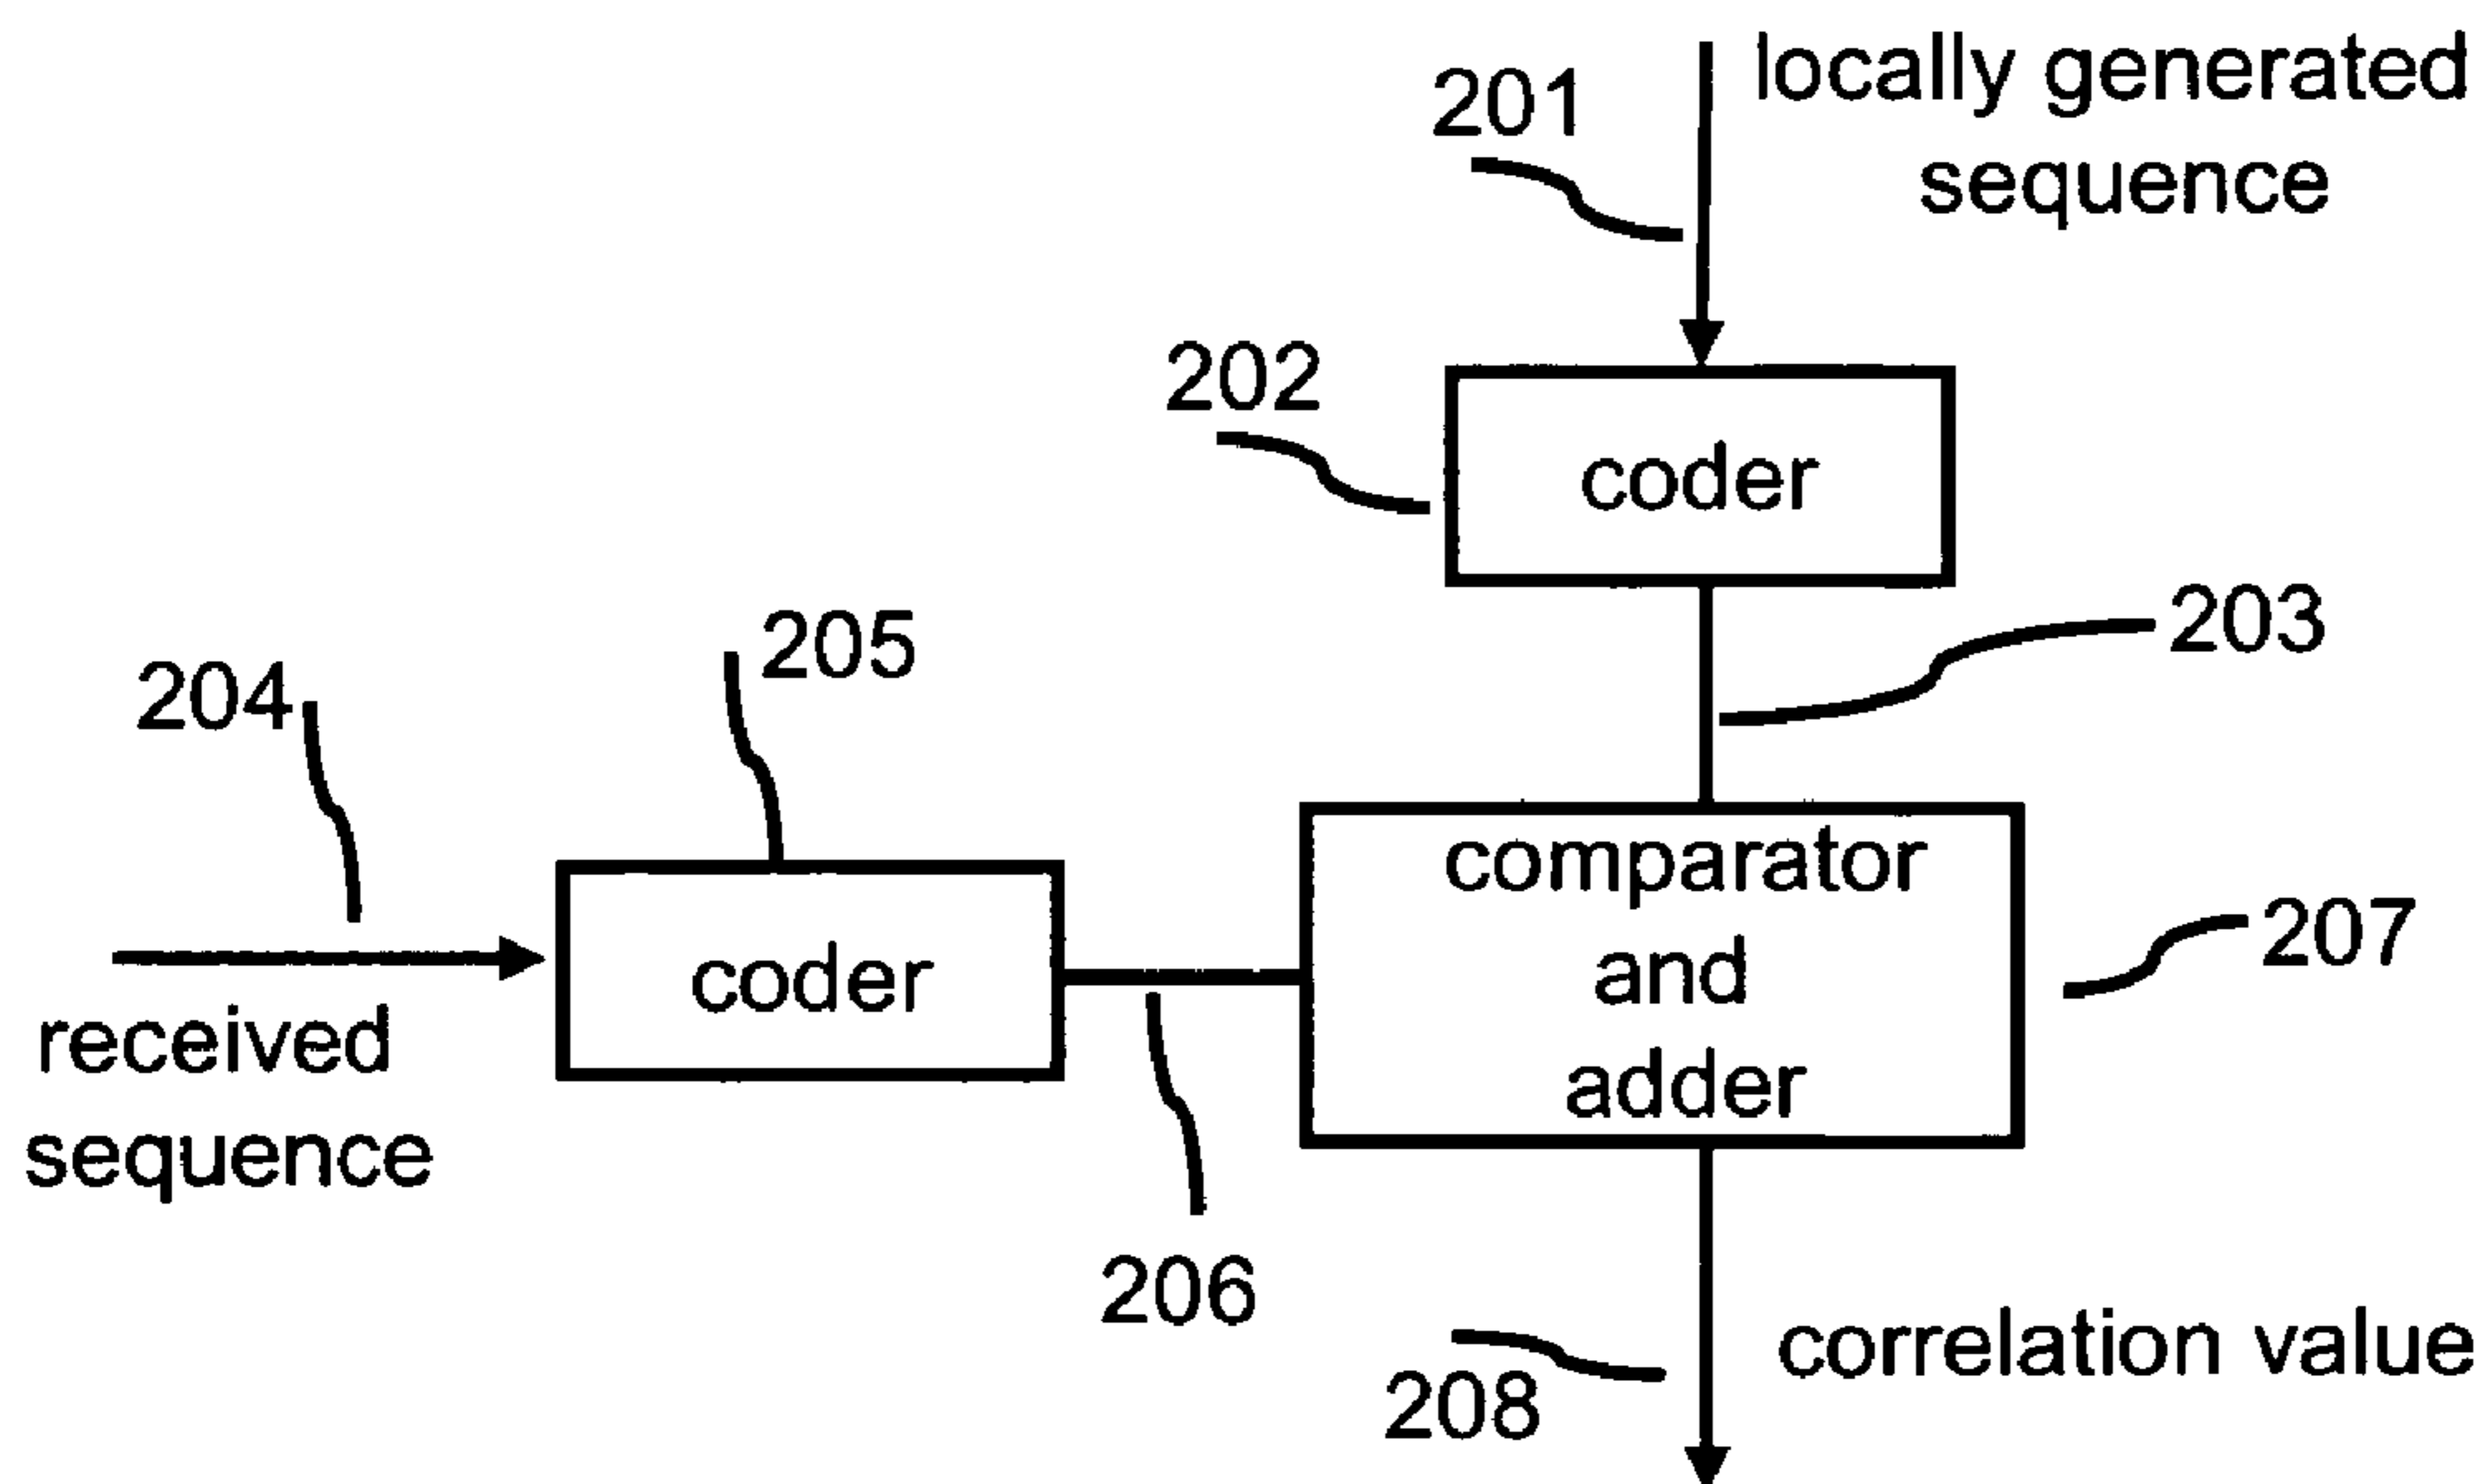 201
locally generated
sequence
202
coder
203
204
205
received
sequence
coder
206
comparator
and
adder
207
208
correlation value